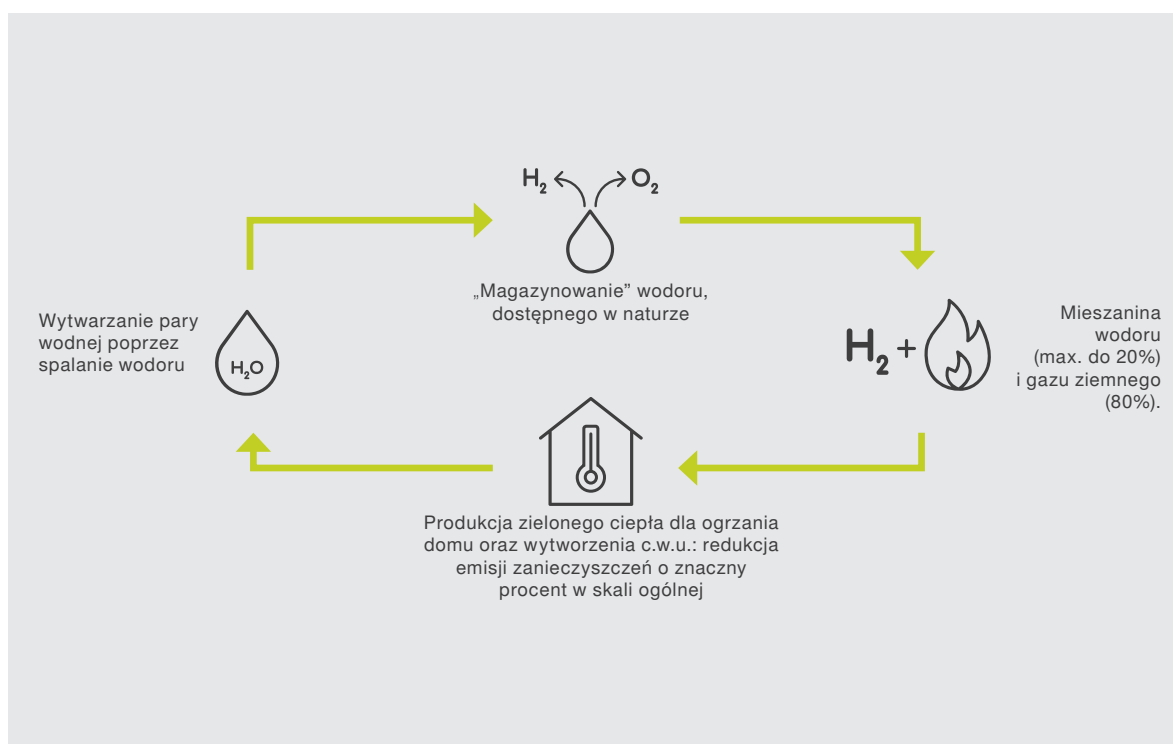 H₂ O₂
„Magazynowanie” wodoru,
dostępnego w naturze
Wytwarzanie pary
wodnej poprzez
spalanie wodoru
H₂O
H₂ +
Mieszanina
wodoru
(max. do 20%)
i gazu ziemnego
(80%).
Produkcja zielonego ciepła dla ogrzania
domu oraz wytworzenia c.w.u.: redukcja
emisji zanieczyszczeń o znaczny
procent w skali ogólnej